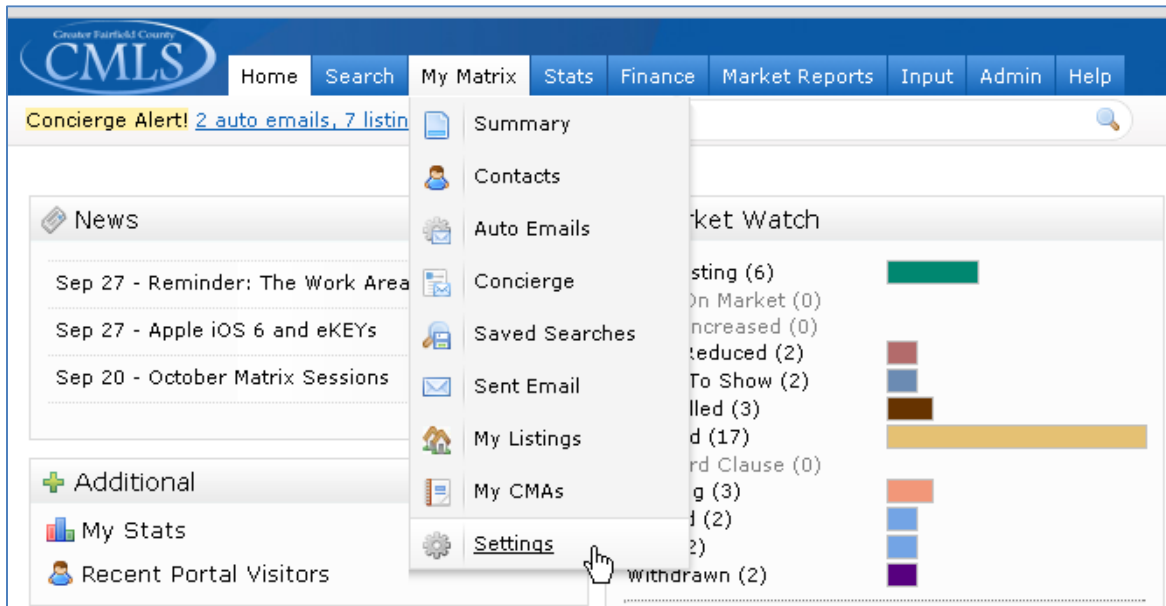 Greater Fairfield County
CMLS
Home Search My Matrix Stats Finance Market Reports Input Admin Help
Concierge Alert! 2 auto emails, 7 listin
Summary
Contacts
Auto Emails
Concierge
Saved Searches
Sent Email
My Listings
My CMAs
Settings
News
Sep 27 - Reminder: The Work Area
Sep 27 - Apple iOS 6 and eKEYs
Sep 20 - October Matrix Sessions
Additional
My Stats
Recent Portal Visitors
ket Watch
sting (6)
On Market (0)
ncreased (0)
educed (2)
To Show (2)
lled (3)
d (17)
rd Clause (0)
g (3)
(2)
2)
Withdrawn (2)